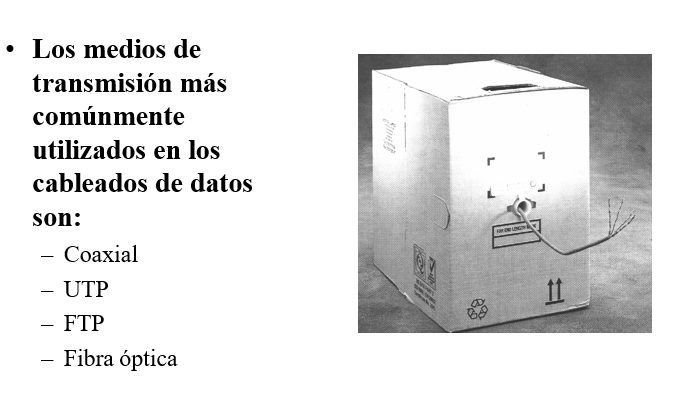 • Los medios de
transmisión más
comúnmente
utilizados en los
cableados de datos
son:
– Coaxial
– UTP
– FTP
– Fibra óptica